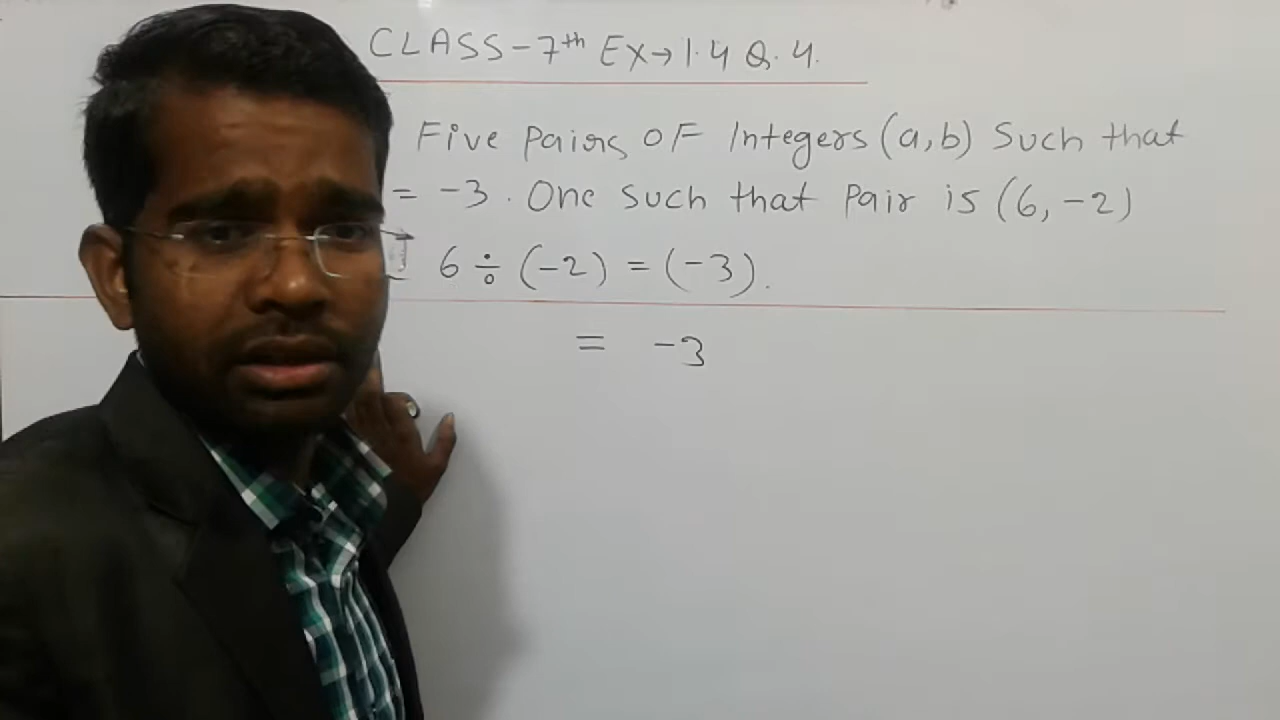 CLASS-7th EX→1.4 Q.4.
Five Pairs OF Integers (a,b) Such that
= -3. One such that Pair is (6,-2)
6 ÷ (-2) = (-3).
= -3